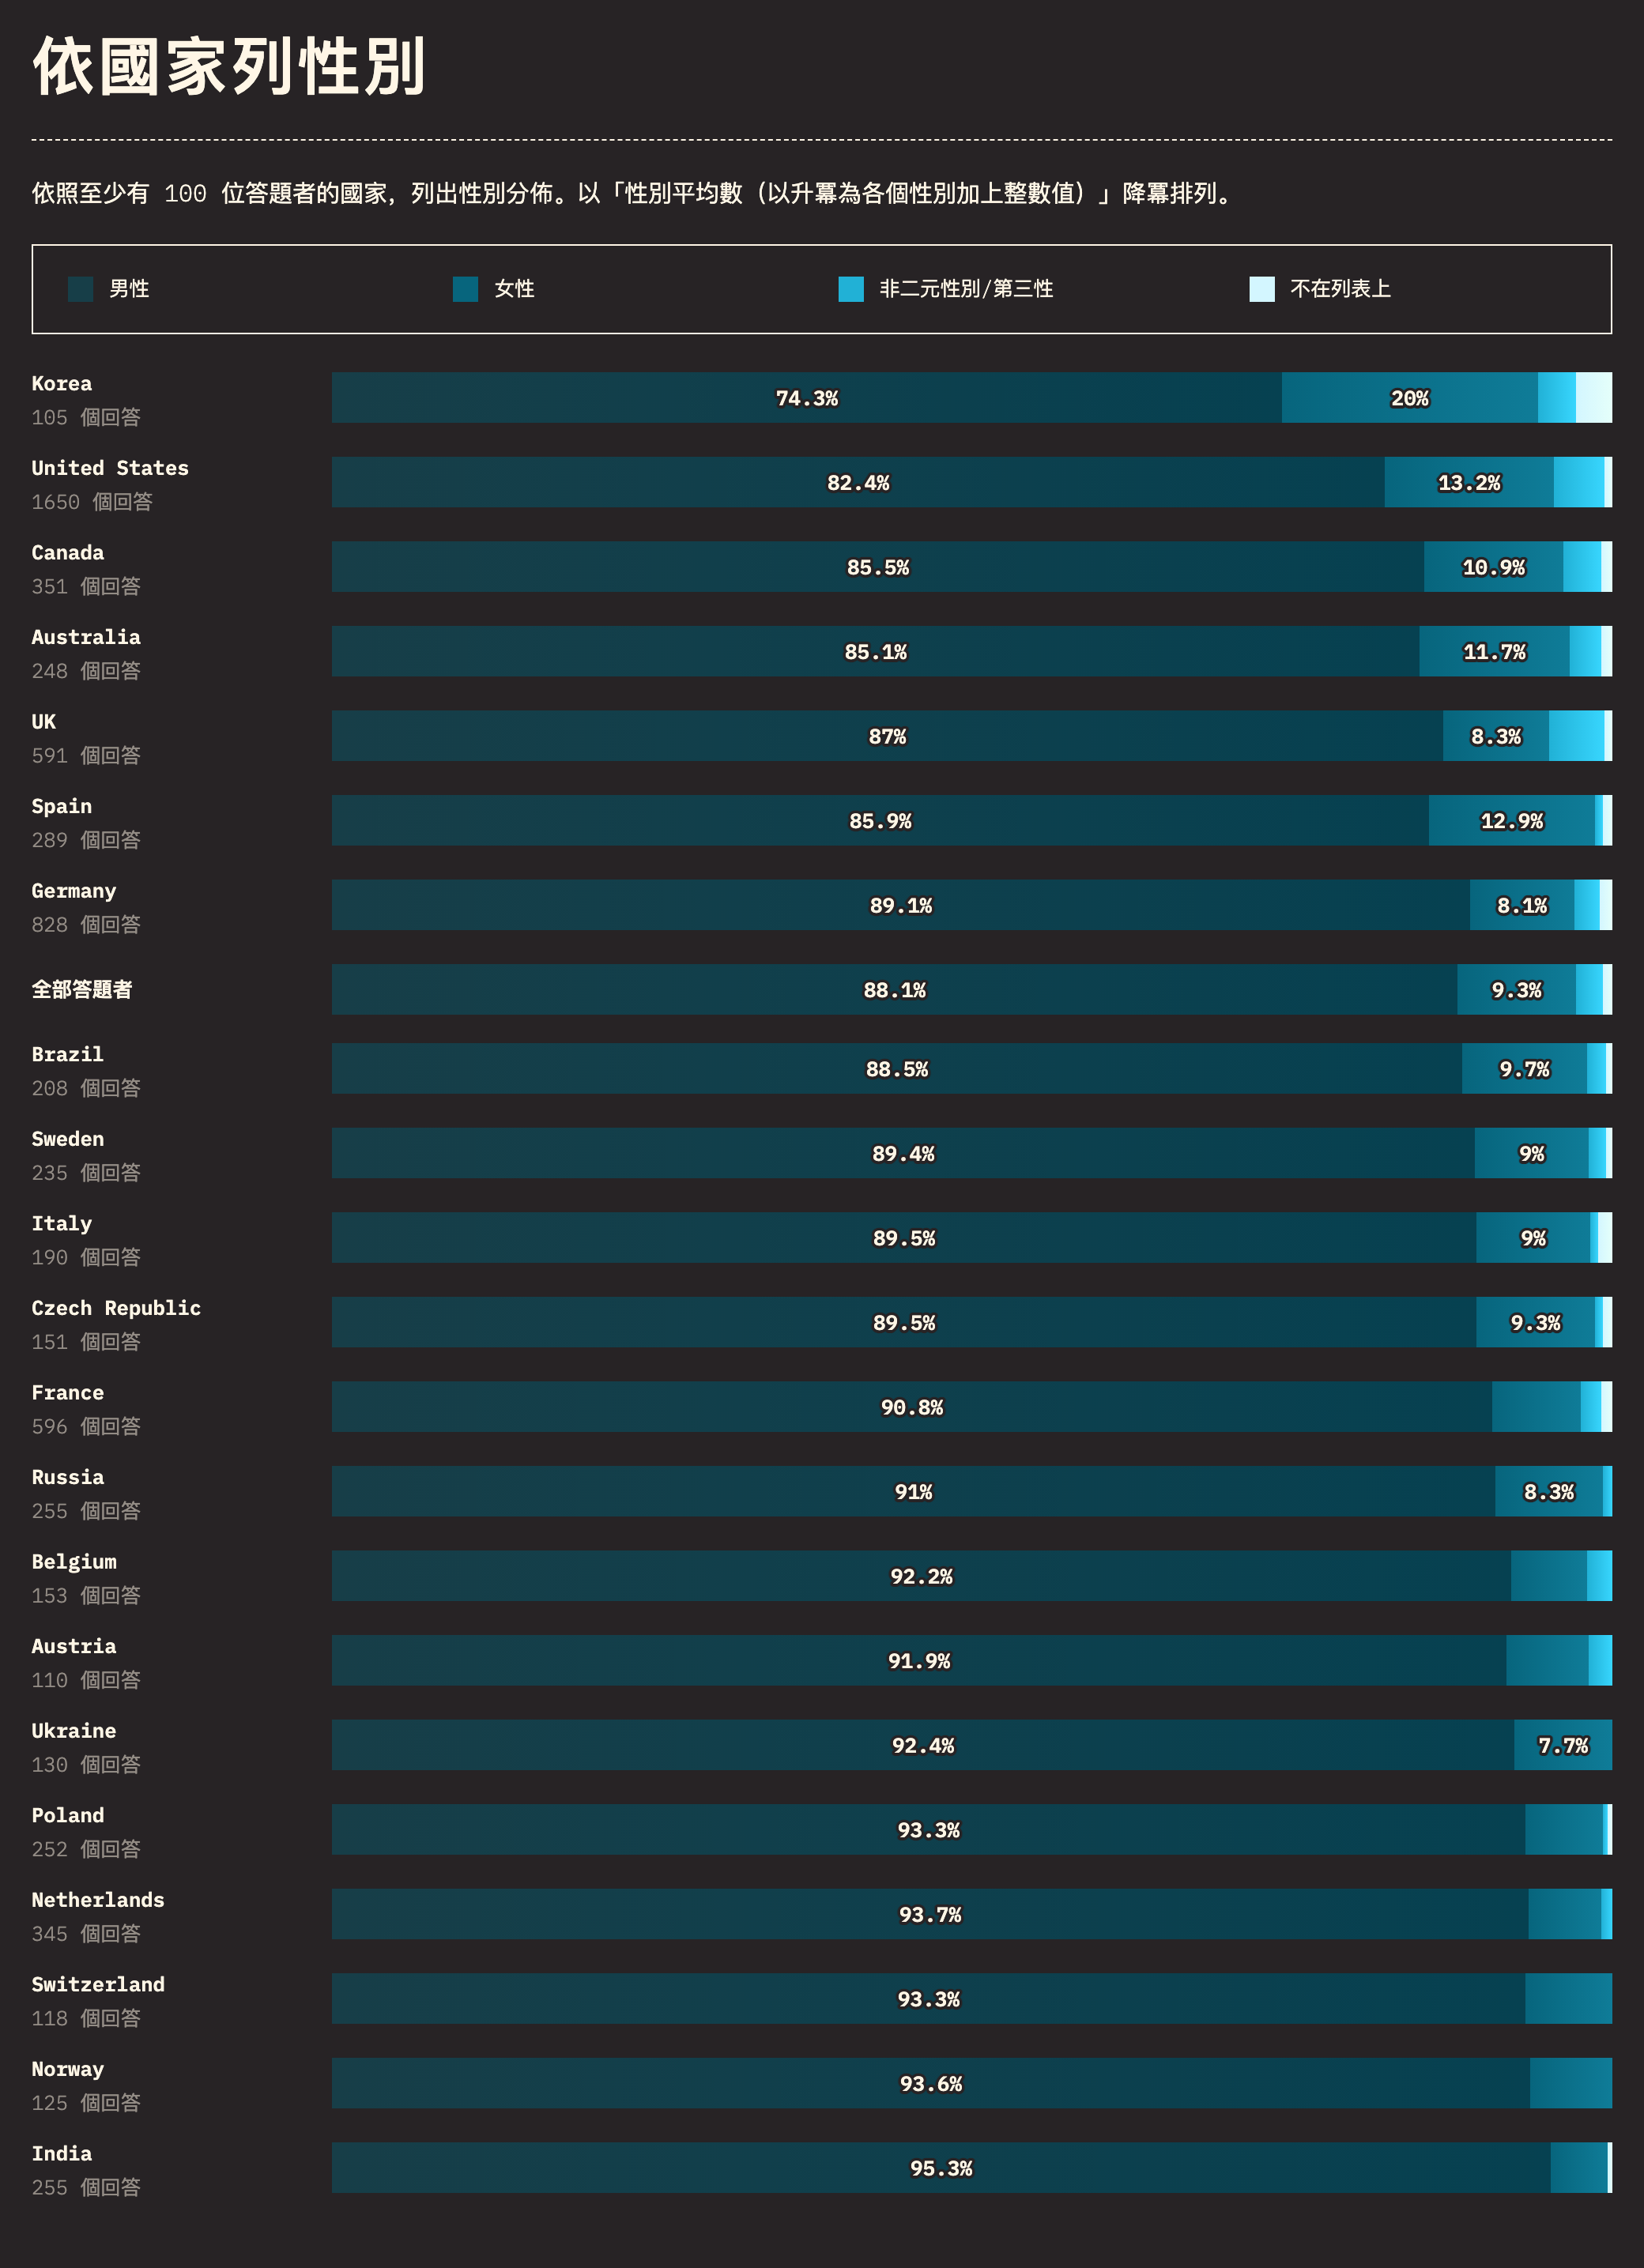 依國家列性別
依照至少有 100 位答題者的國家，列出性別分佈。以「性別平均數（以升冪為各個性別加上整數值）」降冪排列。
男性
女性
非二元性別/第三性
不在列表上
Korea
105 個回答
74.3%
20%
United States
1650 個回答
82.4%
13.2%
Canada
351 個回答
85.5%
10.9%
Australia
248 個回答
85.1%
11.7%
UK
591 個回答
87%
8.3%
Spain
289 個回答
85.9%
12.9%
Germany
828 個回答
89.1%
8.1%
全部答題者
88.1%
9.3%
Brazil
208 個回答
88.5%
9.7%
Sweden
235 個回答
89.4%
9%
Italy
190 個回答
89.5%
9%
Czech Republic
151 個回答
89.5%
9.3%
France
596 個回答
90.8%
Russia
255 個回答
91%
8.3%
Belgium
153 個回答
92.2%
Austria
110 個回答
91.9%
Ukraine
130 個回答
92.4%
7.7%
Poland
252 個回答
93.3%
Netherlands
345 個回答
93.7%
Switzerland
118 個回答
93.3%
Norway
125 個回答
93.6%
India
255 個回答
95.3%